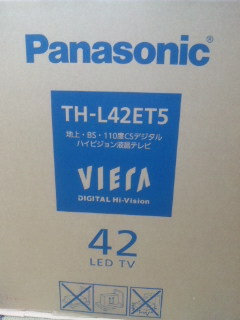 Panasonic®
TH-L42ET5
地上・BS・110度CSデジタル
ハイビジョン液晶テレビ
VIERA
DIGITAL Hi-Vision
42
LED TV